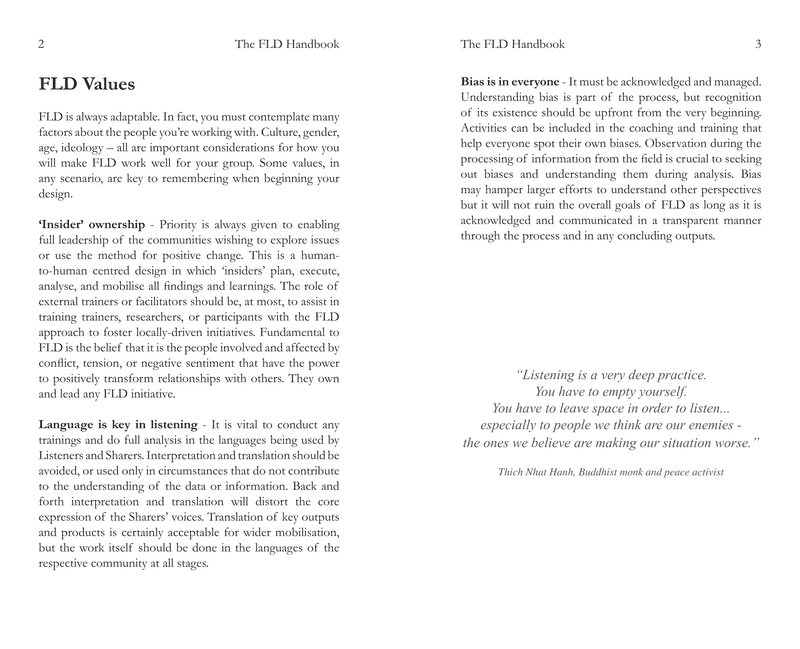 2
The FLD Handbook
FLD Values
FLD is always adaptable. In fact, you must contemplate many
factors about the people you’re working with. Culture, gender,
age, ideology – all are important considerations for how you
will make FLD work well for your group. Some values, in
any scenario, are key to remembering when beginning your
design.
‘Insider’ ownership - Priority is always given to enabling
full leadership of the communities wishing to explore issues
or use the method for positive change. This is a human-
to-human centred design in which ‘insiders’ plan, execute,
analyse, and mobilise all findings and learnings. The role of
external trainers or facilitators should be, at most, to assist in
training trainers, researchers, or participants with the FLD
approach to foster locally-driven initiatives. Fundamental to
FLD is the belief that it is the people involved and affected by
conflict, tension, or negative sentiment that have the power
to positively transform relationships with others. They own
and lead any FLD initiative.
Language is key in listening - It is vital to conduct any
trainings and do full analysis in the languages being used by
Listeners and Sharers. Interpretation and translation should be
avoided, or used only in circumstances that do not contribute
to the understanding of the data or information. Back and
forth interpretation and translation will distort the core
expression of the Sharers’ voices. Translation of key outputs
and products is certainly acceptable for wider mobilisation,
but the work itself should be done in the languages of the
respective community at all stages.
The FLD Handbook
3
Bias is in everyone - It must be acknowledged and managed.
Understanding bias is part of the process, but recognition
of its existence should be upfront from the very beginning.
Activities can be included in the coaching and training that
help everyone spot their own biases. Observation during the
processing of information from the field is crucial to seeking
out biases and understanding them during analysis. Bias
may hamper larger efforts to understand other perspectives
but it will not ruin the overall goals of FLD as long as it is
acknowledged and communicated in a transparent manner
through the process and in any concluding outputs.
“Listening is a very deep practice.
You have to empty yourself.
You have to leave space in order to listen...
especially to people we think are our enemies -
the ones we believe are making our situation worse.”
Thich Nhat Hanh, Buddhist monk and peace activist